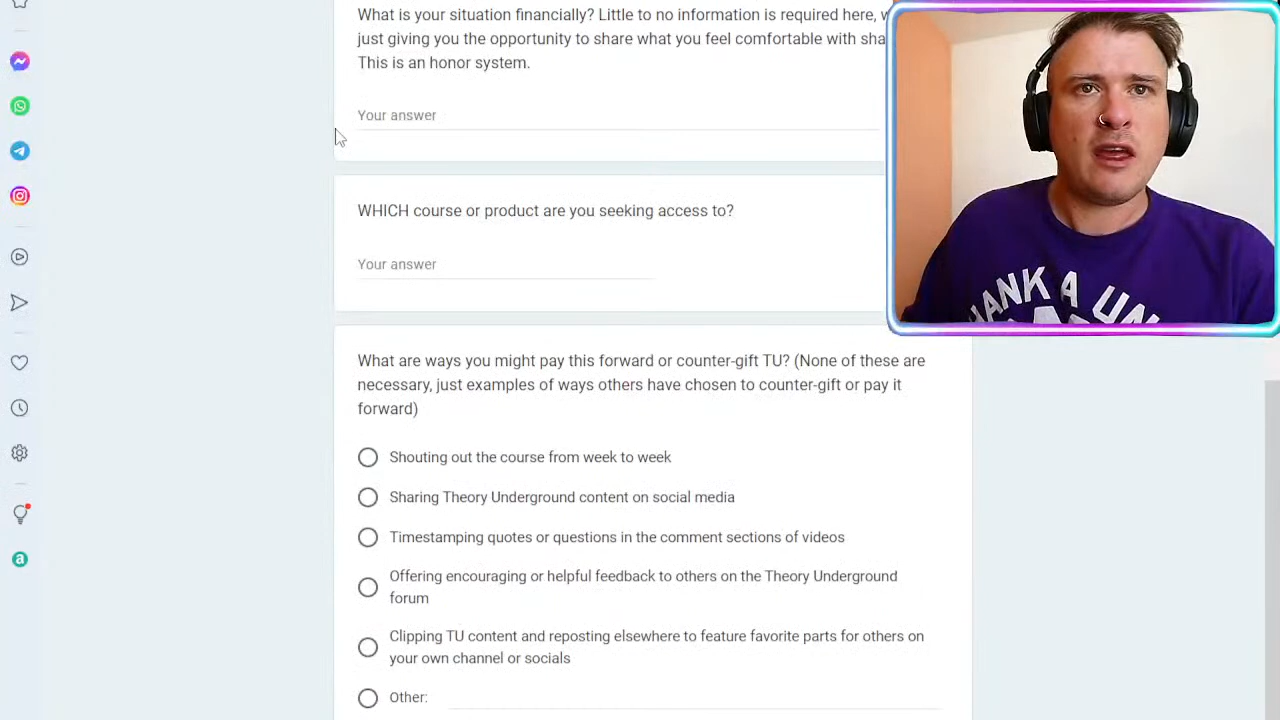 What is your situation financially? Little to no information is required here,
just giving you the opportunity to share what you feel comfortable with
This is an honor system.
Your answer
WHICH course or product are you seeking access to?
Your answer
What are ways you might pay this forward or counter-gift TU? (None of these are
necessary, just examples of ways others have chosen to counter-gift or pay it
forward)
Shouting out the course from week to week
Sharing Theory Underground content on social media
Timestamping quotes or questions in the comment sections of videos
Offering encouraging or helpful feedback to others on the Theory Underground
forum
Clipping TU content and reposting elsewhere to feature favorite parts for others on
your own channel or socials
Other:
a
A